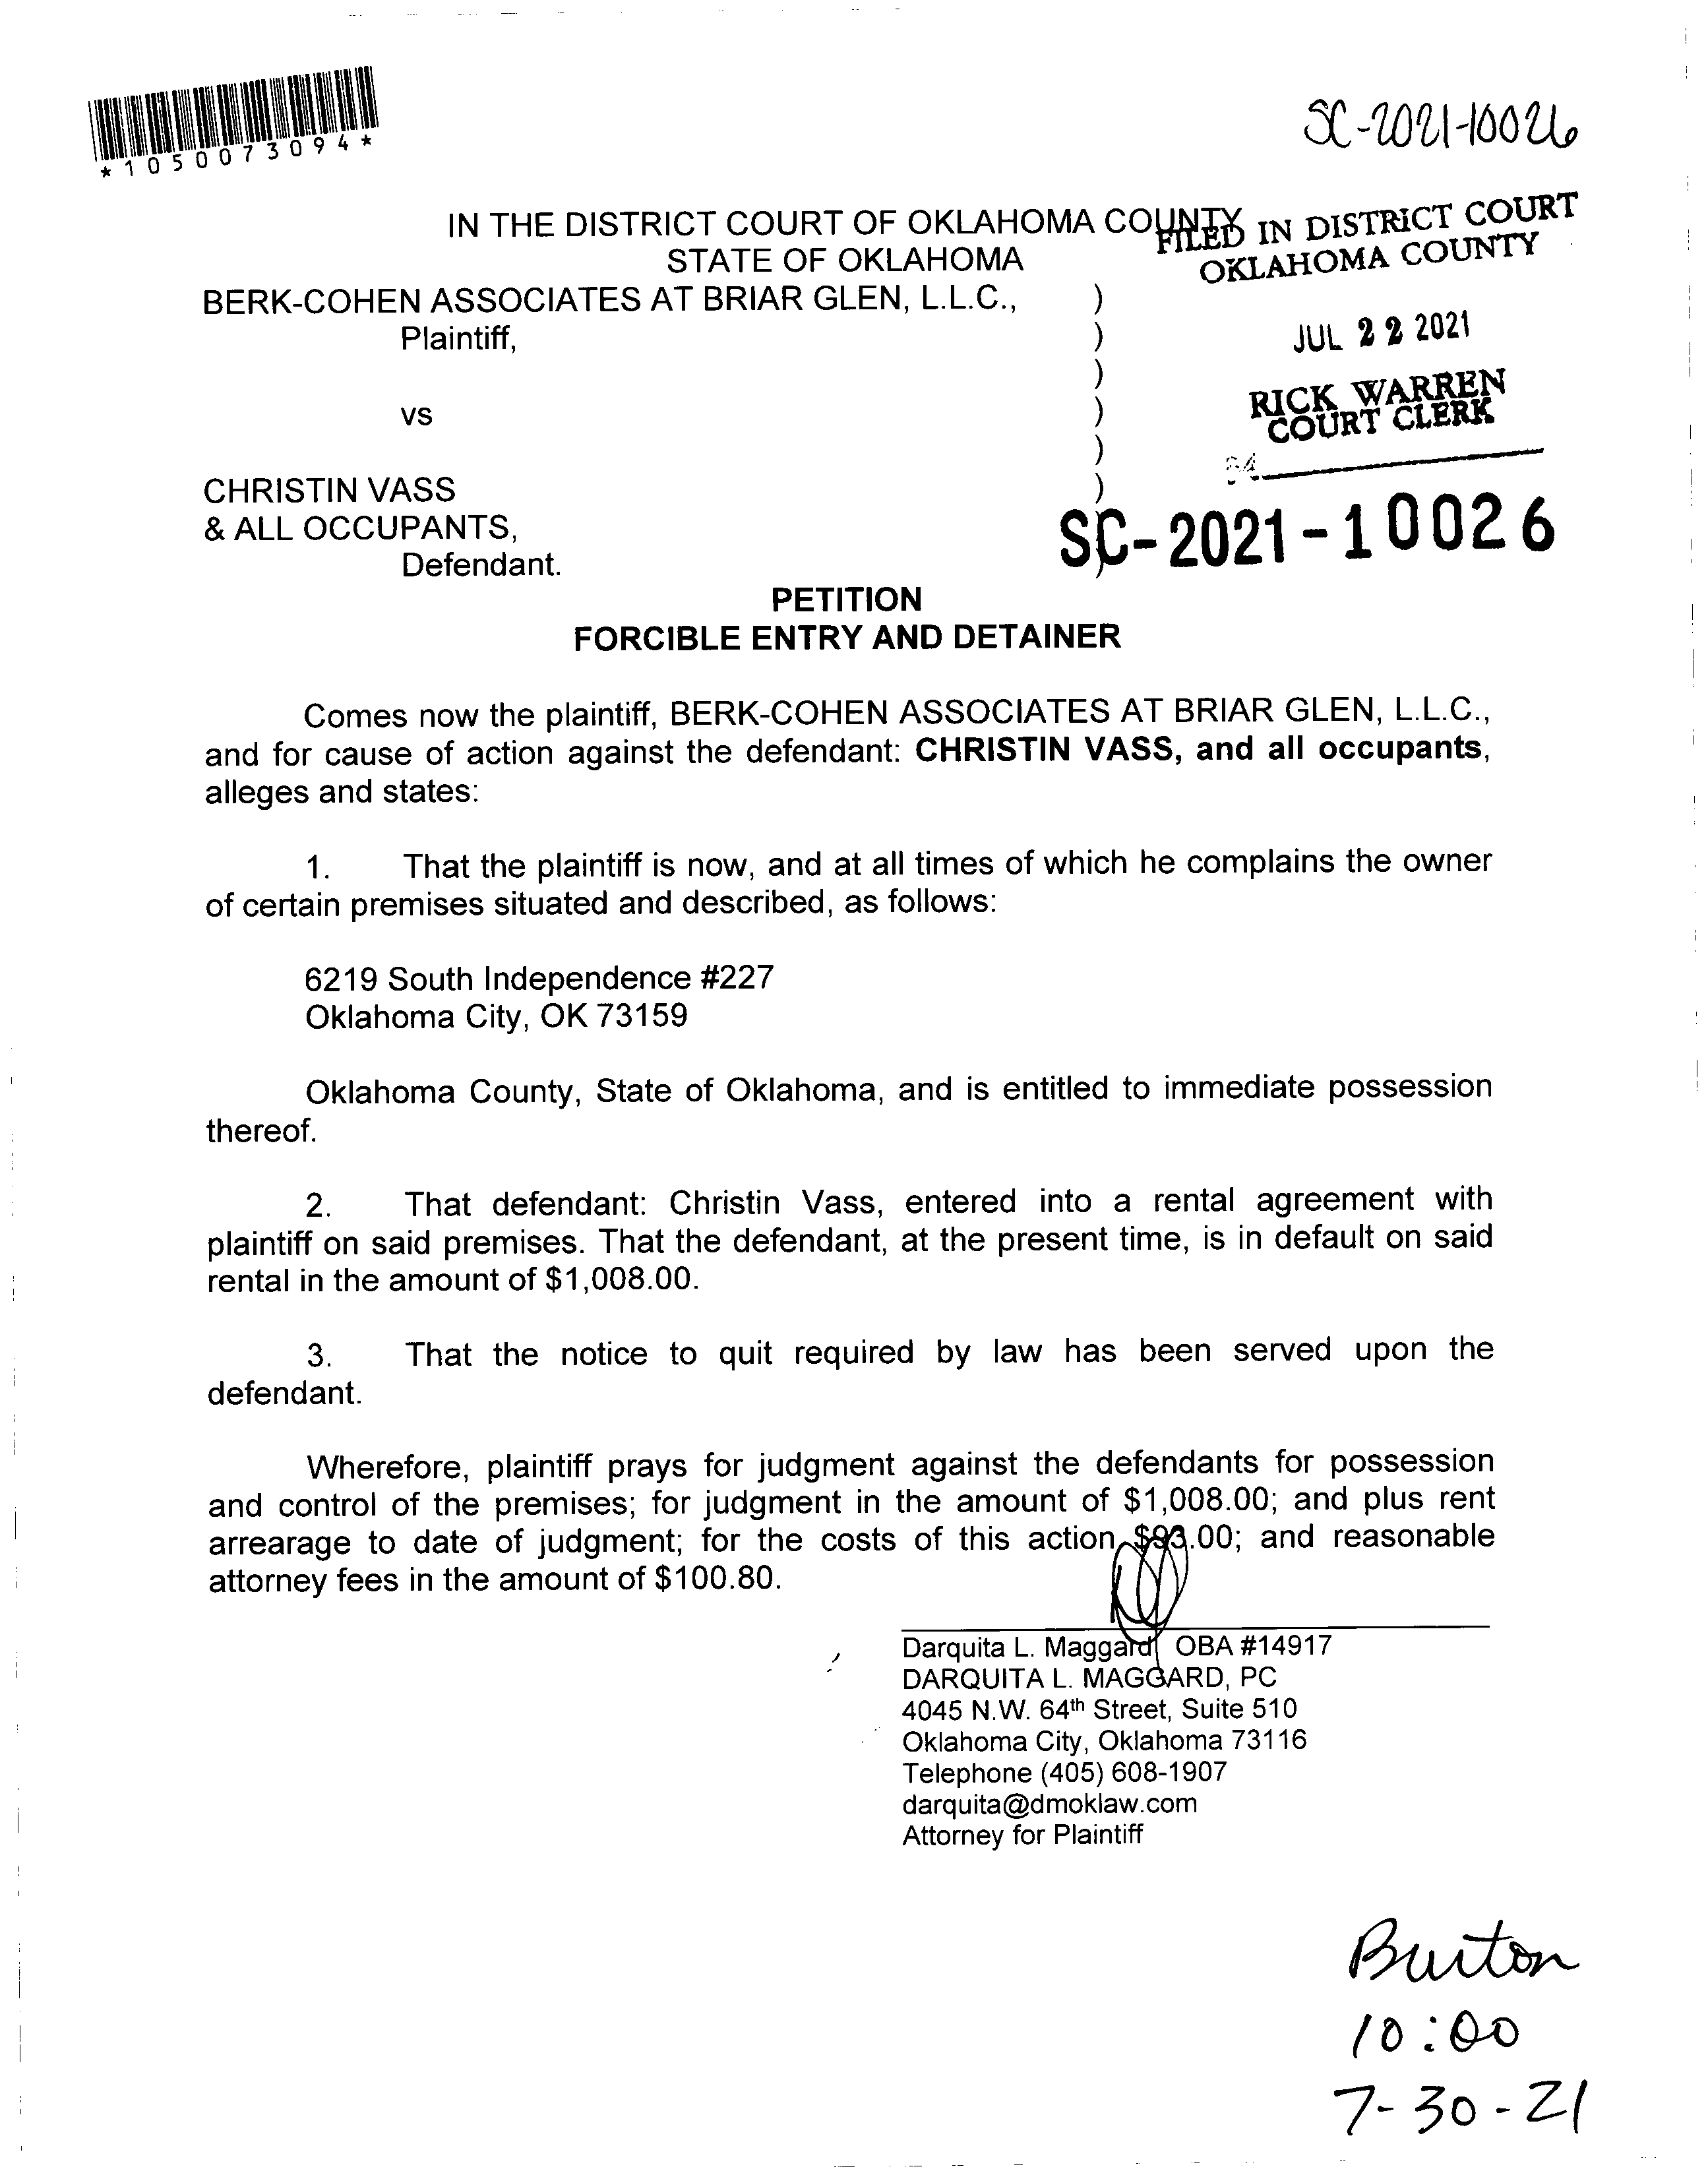 *1050073094*
SC-2021-10026
IN THE DISTRICT COURT OF OKLAHOMA COUNTY
STATE OF OKLAHOMA
FILED IN DISTRICT COURT
OKLAHOMA COUNTY
JUL 22 2021
RICK WARREN
COURT CLERK
84
SC-2021-10026
BERK-COHEN ASSOCIATES AT BRIAR GLEN, L.L.C., )
Plaintiff, )
)
vs )
)
CHRISTIN VASS )
& ALL OCCUPANTS,
Defendant. )
PETITION
FORCIBLE ENTRY AND DETAINER
Comes now the plaintiff, BERK-COHEN ASSOCIATES AT BRIAR GLEN, L.L.C.,
and for cause of action against the defendant: CHRISTIN VASS, and all occupants,
alleges and states:
1. That the plaintiff is now, and at all times of which he complains the owner
of certain premises situated and described, as follows:
6219 South Independence #227
Oklahoma City, OK 73159
Oklahoma County, State of Oklahoma, and is entitled to immediate possession
thereof.
2. That defendant: Christin Vass, entered into a rental agreement with
plaintiff on said premises. That the defendant, at the present time, is in default on said
rental in the amount of $1,008.00.
3. That the notice to quit required by law has been served upon the
defendant.
Wherefore, plaintiff prays for judgment against the defendants for possession
and control of the premises; for judgment in the amount of $1,008.00; and plus rent
arrearage to date of judgment; for the costs of this action, $93.00; and reasonable
attorney fees in the amount of $100.80.
Darquita L. Maggard OBA #14917
DARQUITA L. MAGGARD, PC
4045 N.W. 64th Street, Suite 510
Oklahoma City, Oklahoma 73116
Telephone (405) 608-1907
darquita@dmoklaw.com
Attorney for Plaintiff
Burton
10:00
7-30-21